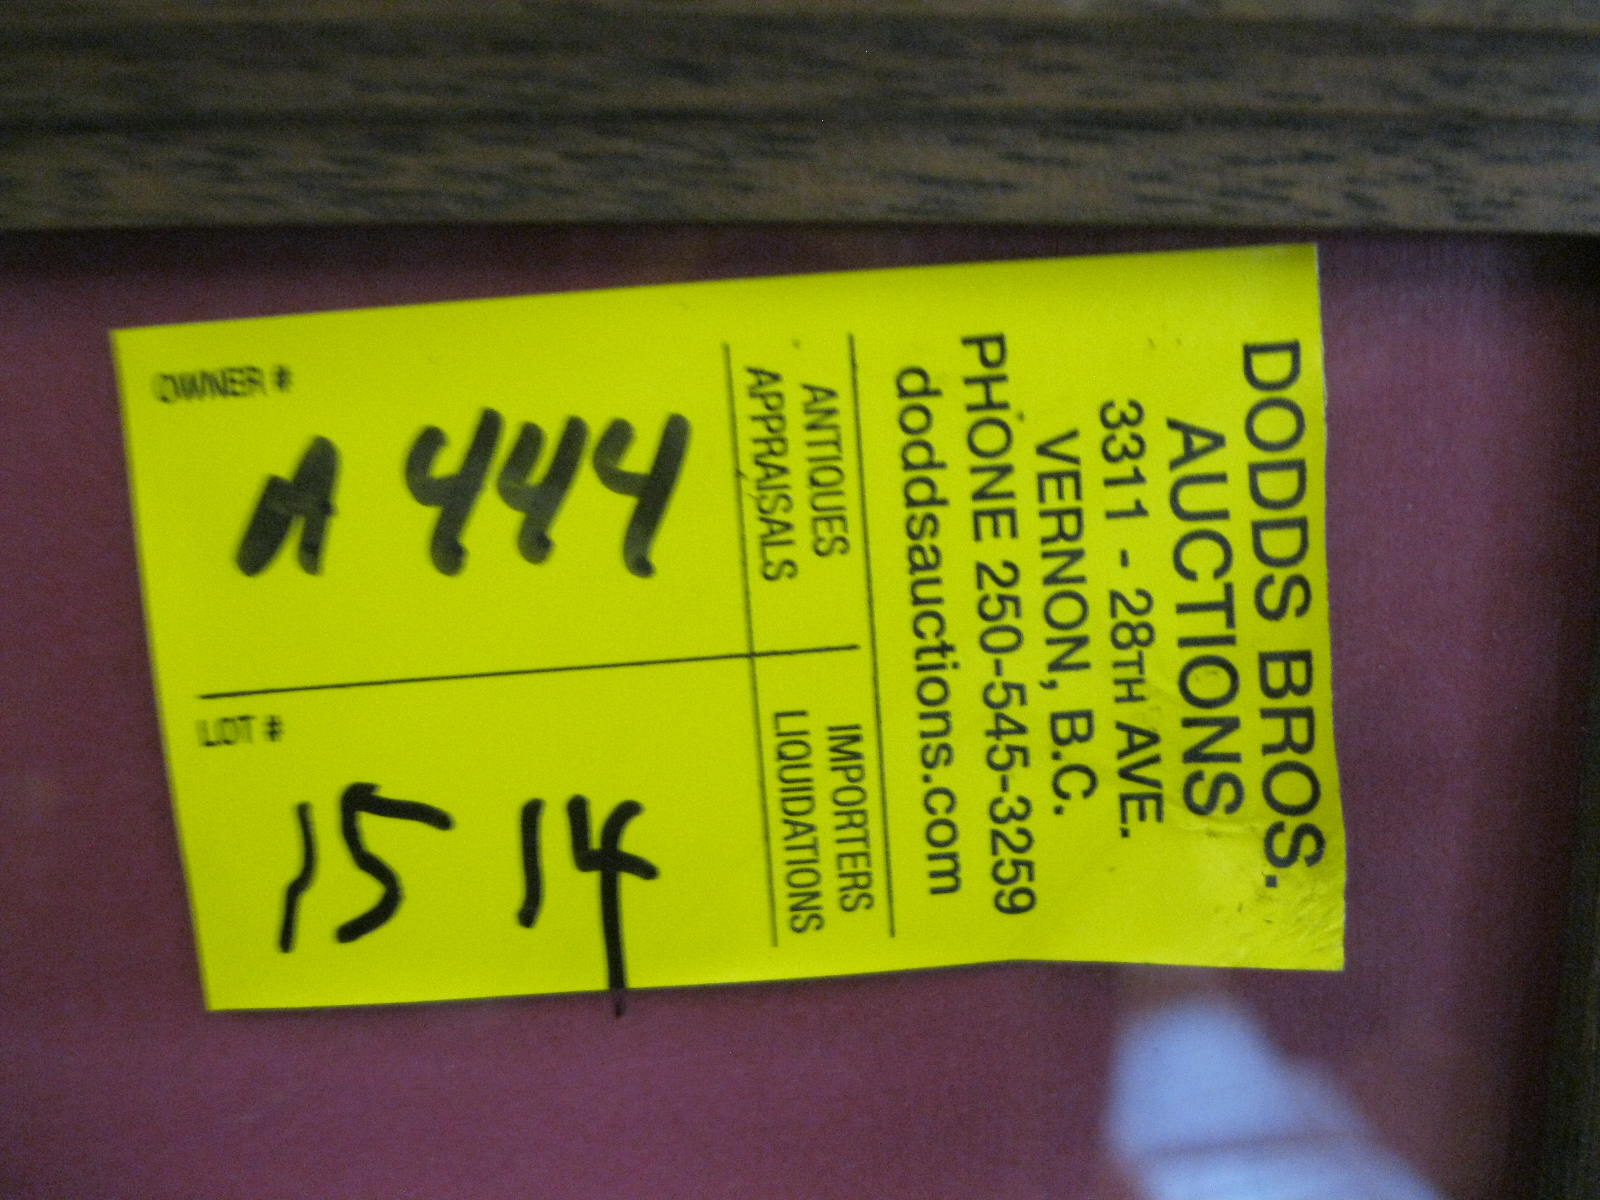 DODDS BROS.
AUCTIONS
3311 - 28TH AVE.
VERNON, B.C.
PHONE 250-545-3259
doddsauctions.com
ANTIQUES
APPRAISALS
IMPORTERS
LIQUIDATIONS
OWNER #
A 444
LOT #
15 14